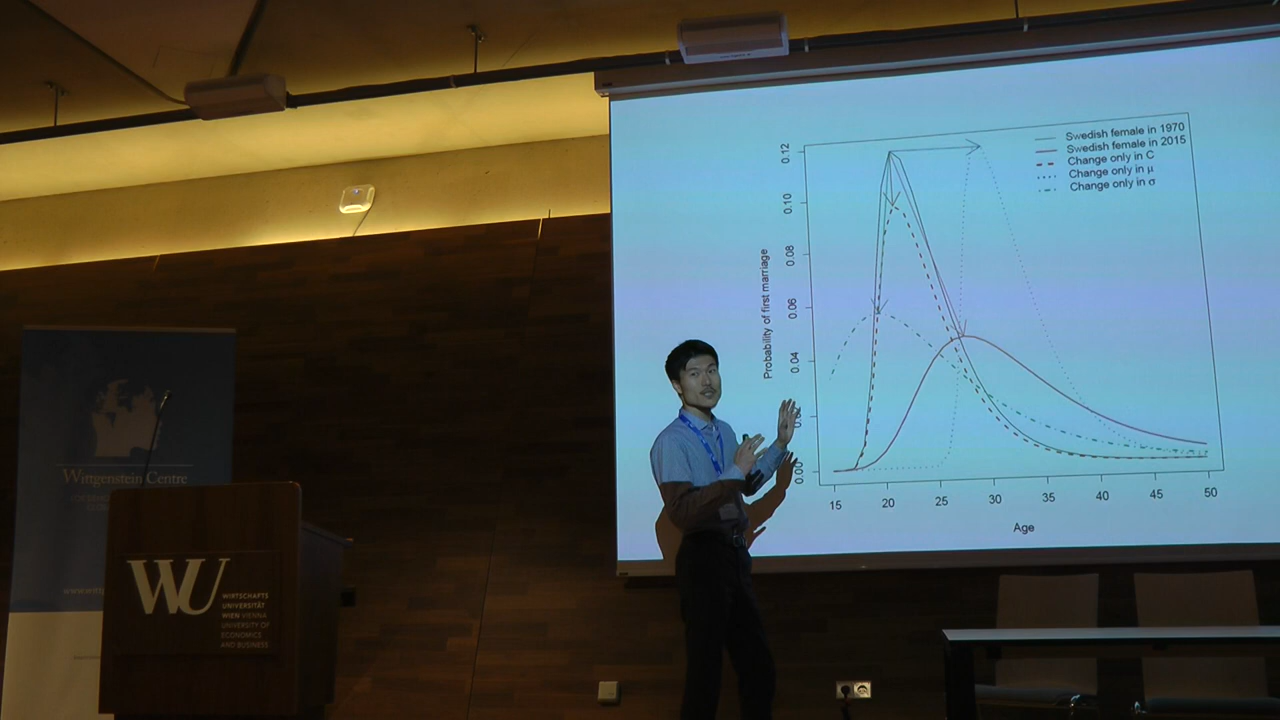 Swedish female in 1970
Swedish female in 2015
Change only in C
Change only in μ
Change only in σ
Probability of first marriage
0.12
0.10
0.08
0.06
0.04
0.02
0.00
15 20 25 30 35 40 45 50
Age
Wittgenstein Centre
WU
WIRTSCHAFTS
UNIVERSITÄT
WIEN VIENNA
UNIVERSITY OF
ECONOMICS
AND BUSINESS